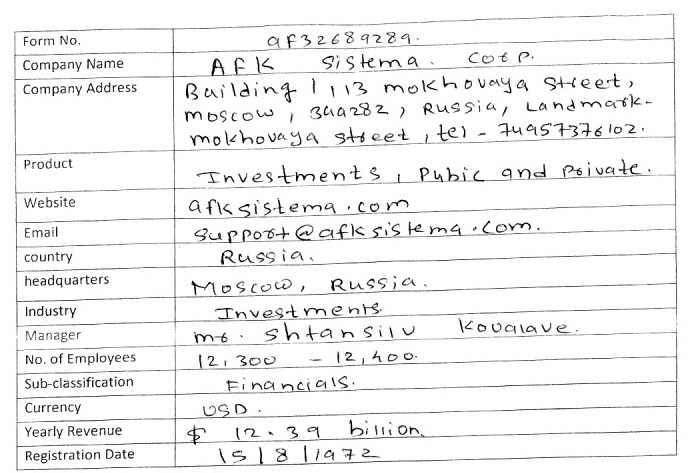 Form No. af32689289.
Company Name AFK Sistema. Corp.
Company Address Building 1,13 mokhovaya street,
moscow, 344282, Russia, Landmark-
mokhovaya street, tel - 74957376102.
Product Investments, Pubic and private.
Website afksistema.com
Email support@afksistema.com.
country Russia.
headquarters Moscow, Russia.
Industry Investments.
Manager mr. shtansilv kovalave.
No. of Employees 12,300 - 12,400.
Sub-classification Financials.
Currency USD.
Yearly Revenue $ 12.39 billion.
Registration Date 15/8/1972